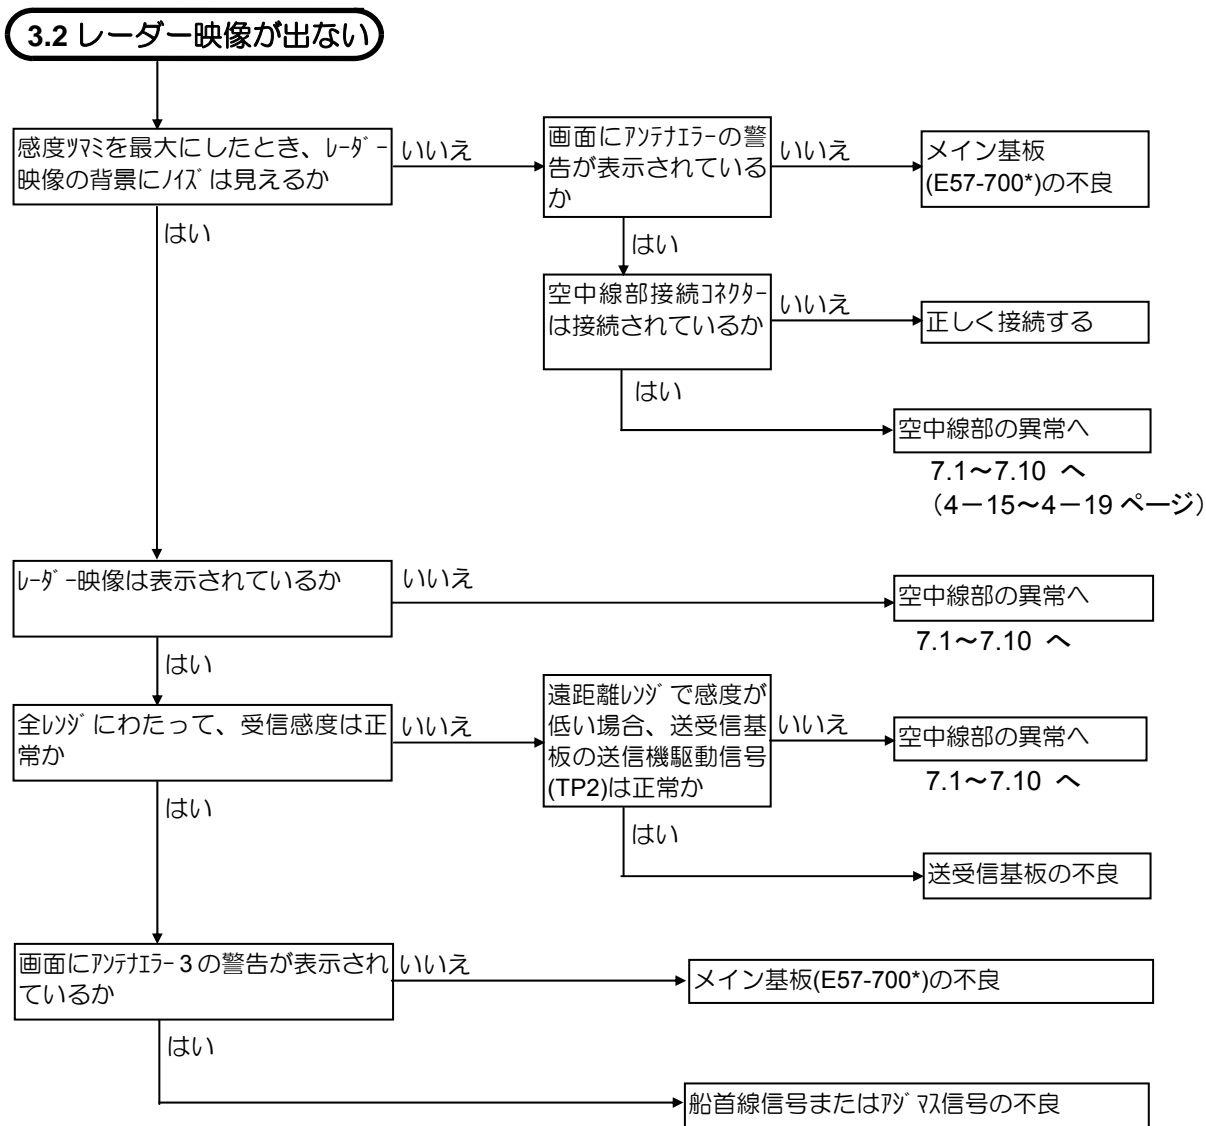 3.2 レーダー映像が出ない
感度ﾂﾏﾐを最大にしたとき、ﾚｰﾀﾞｰ
映像の背景にﾉｲｽﾞは見えるか
いいえ
画面にｱﾝﾃﾅｴﾗｰの警
告が表示されている
か
いいえ
メイン基板
(E57-700*)の不良
はい
はい
空中線部接続ｺﾈｸﾀｰ
は接続されているか
いいえ
正しく接続する
はい
空中線部の異常へ
7.1～7.10 へ
（4－15～4－19 ページ）
ﾚｰﾀﾞｰ映像は表示されているか
いいえ
空中線部の異常へ
7.1～7.10 へ
はい
全ﾚﾝｼﾞにわたって、受信感度は正
常か
いいえ
遠距離ﾚﾝｼﾞで感度が
低い場合、送受信基
板の送信機駆動信号
(TP2)は正常か
いいえ
空中線部の異常へ
7.1～7.10 へ
はい
はい
送受信基板の不良
画面にｱﾝﾃﾅｴﾗｰ3の警告が表示され
ているか
いいえ
メイン基板(E57-700*)の不良
はい
船首線信号またはｱｼﾞﾏｽ信号の不良